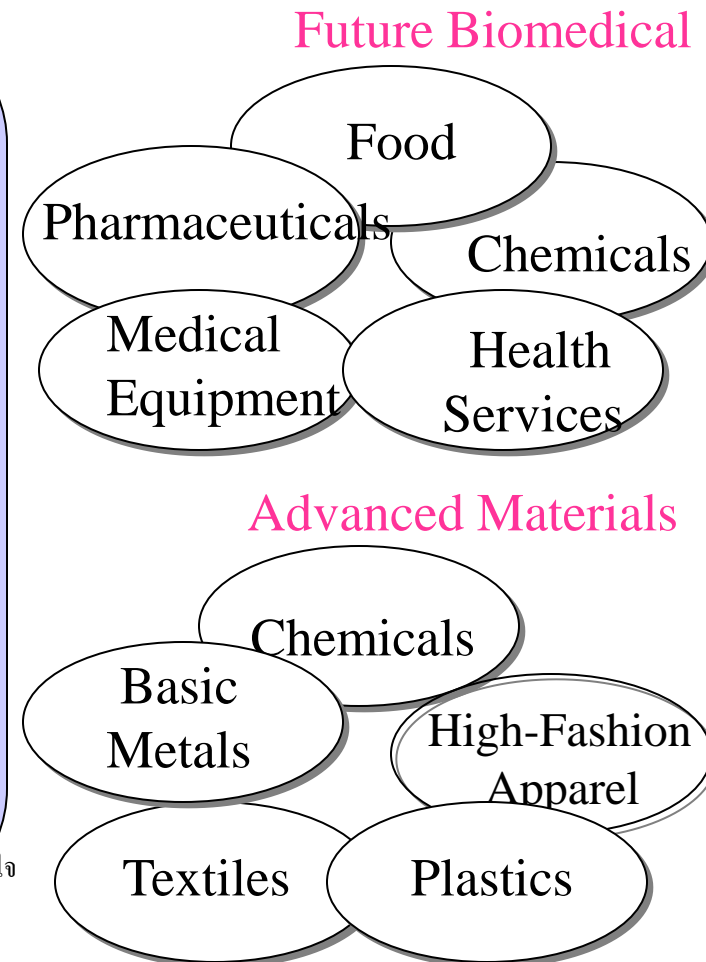 Future Biomedical
Food
Pharmaceuticals
Chemicals
Medical
Equipment
Health
Services
Advanced Materials
Chemicals
Basic
Metals
High-Fashion
Apparel
Textiles
Plastics